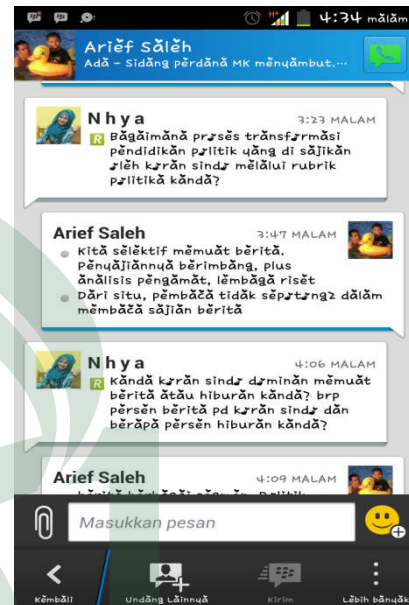 4:34 malam
Arief Saleh
Ada – Sidang perdana MK menyambut....
Nhya 3:23 MALAM
R Bagaimana proses transformasi
pendidikan politik yang di sajikan
oleh koran sindo melalui rubrik
politika kanda?
Arief Saleh 3:47 MALAM
Kita selektif memuat berita.
Penyajiannya berimbang, plus
analisis pengamat, lembaga riset
Dari situ, pembaca tidak sepotong2 dalam
membaca sajian berita
Nhya 4:06 MALAM
R Kanda koran sindo dominan memuat
berita atau hiburan kanda? brp
persen berita pd koran sindo dan
berapa persen hiburan kanda?
Arief Saleh 4:09 MALAM
Masukkan pesan
Kembali Undang Lainnya Kirim Lebih banyak